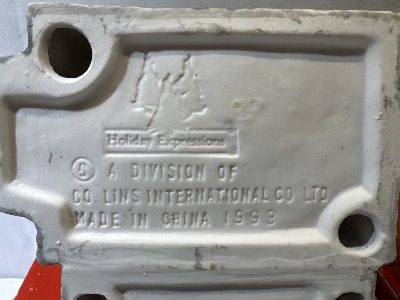 Holiday Expressions
© A DIVISION OF
CO. LINS INTERNATIONAL CO LTD
MADE IN CHINA 1993